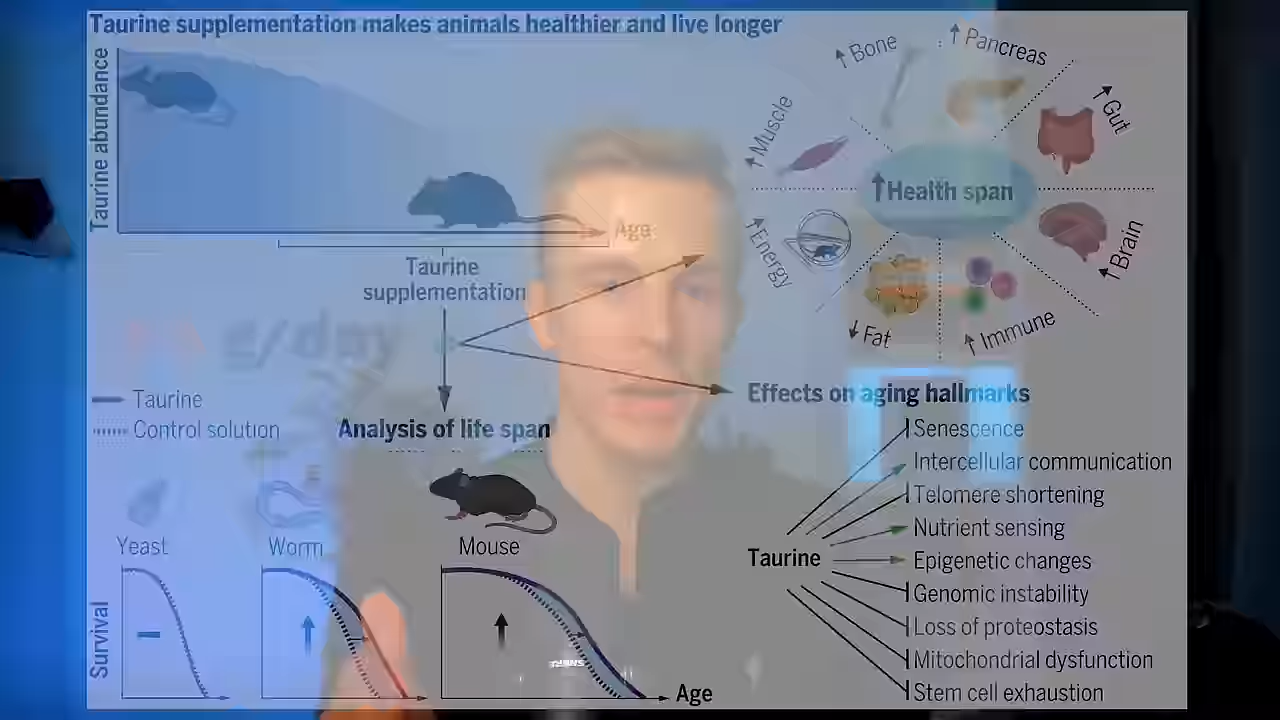 Taurine supplementation makes animals healthier and live longer
Taurine abundance
Age
Taurine
supplementation
g/day
Taurine
Control solution
Analysis of life span
Yeast
Worm
Mouse
Survival
Age
Bone
Pancreas
Muscle
Gut
Health span
Energy
Brain
Fat
Immune
Effects on aging hallmarks
Taurine
Senescence
Intercellular communication
Telomere shortening
Nutrient sensing
Epigenetic changes
Genomic instability
Loss of proteostasis
Mitochondrial dysfunction
Stem cell exhaustion